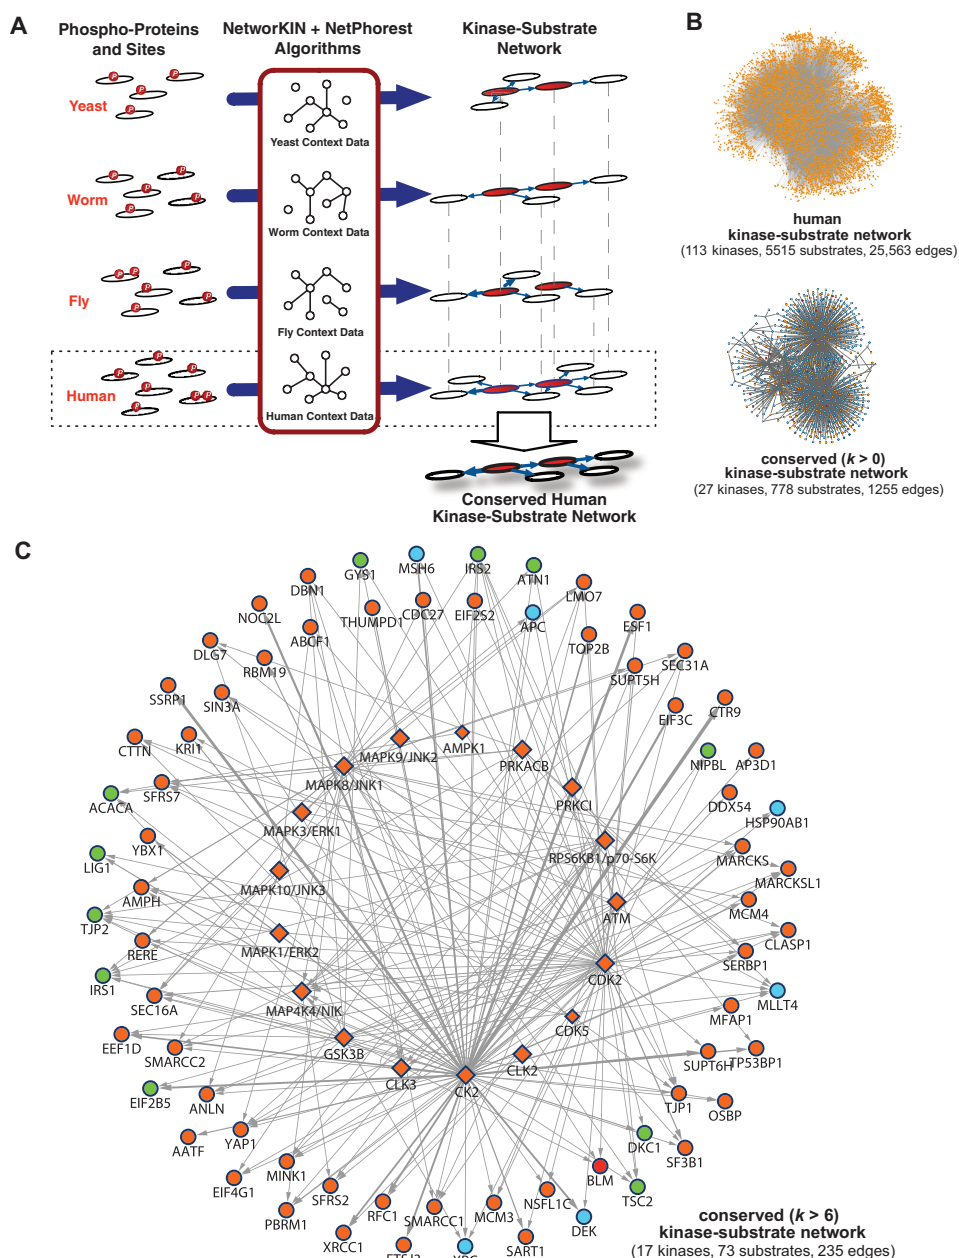 A
Phospho-Proteins
and Sites
NetworKIN + NetPhorest
Algorithms
Kinase-Substrate
Network
B
Yeast
Yeast Context Data
Worm
Worm Context Data
Fly
Fly Context Data
Human
Human Context Data
Conserved Human
Kinase-Substrate Network
human
kinase-substrate network
(113 kinases, 5515 substrates, 25,563 edges)
conserved (k > 0)
kinase-substrate network
(27 kinases, 778 substrates, 1255 edges)
C
GYS1
MSH6
IRS2
ATN1
DBN1
LMO7
NOC2L
THUMPD1
CDC27
EIF2S2
APC
ESF1
ABCF1
TOP2B
DLG7
RBM19
SUPT5H
SEC31A
SSRP1
SIN3A
EIF3C
CTR9
CTTN
KRI1
MAPK9/JNK2
AMPK1
PRKACB
NIPBL
AP3D1
MAPK8/JNK1
ACACA
SFRS7
PRKCI
DDX54
HSP90AB1
MAPK3/ERK1
YBX1
RPS6KB1/p70-S6K
MARCKS
LIG1
MARCKSL1
AMPH
MAPK10/JNK3
ATM
MCM4
TJP2
RERE
MAPK1/ERK2
CLASP1
SERBP1
IRS1
CDK2
SEC16A
MAP4K4/NIK
MLLT4
MFAP1
CDK5
EEF1D
SMARCC2
GSK3B
CLK2
SUPT6H
TP53BP1
CLK3
CK2
EIF2B5
ANLN
TJP1
OSBP
AATF
YAP1
DKC1
SF3B1
EIF4G1
MINK1
BLM
TSC2
SFRS2
PBRM1
RFC1
SMARCC1
MCM3
NSFL1C
DEK
XRCC1
SART1
conserved (k > 6)
kinase-substrate network
(17 kinases, 73 substrates, 235 edges)